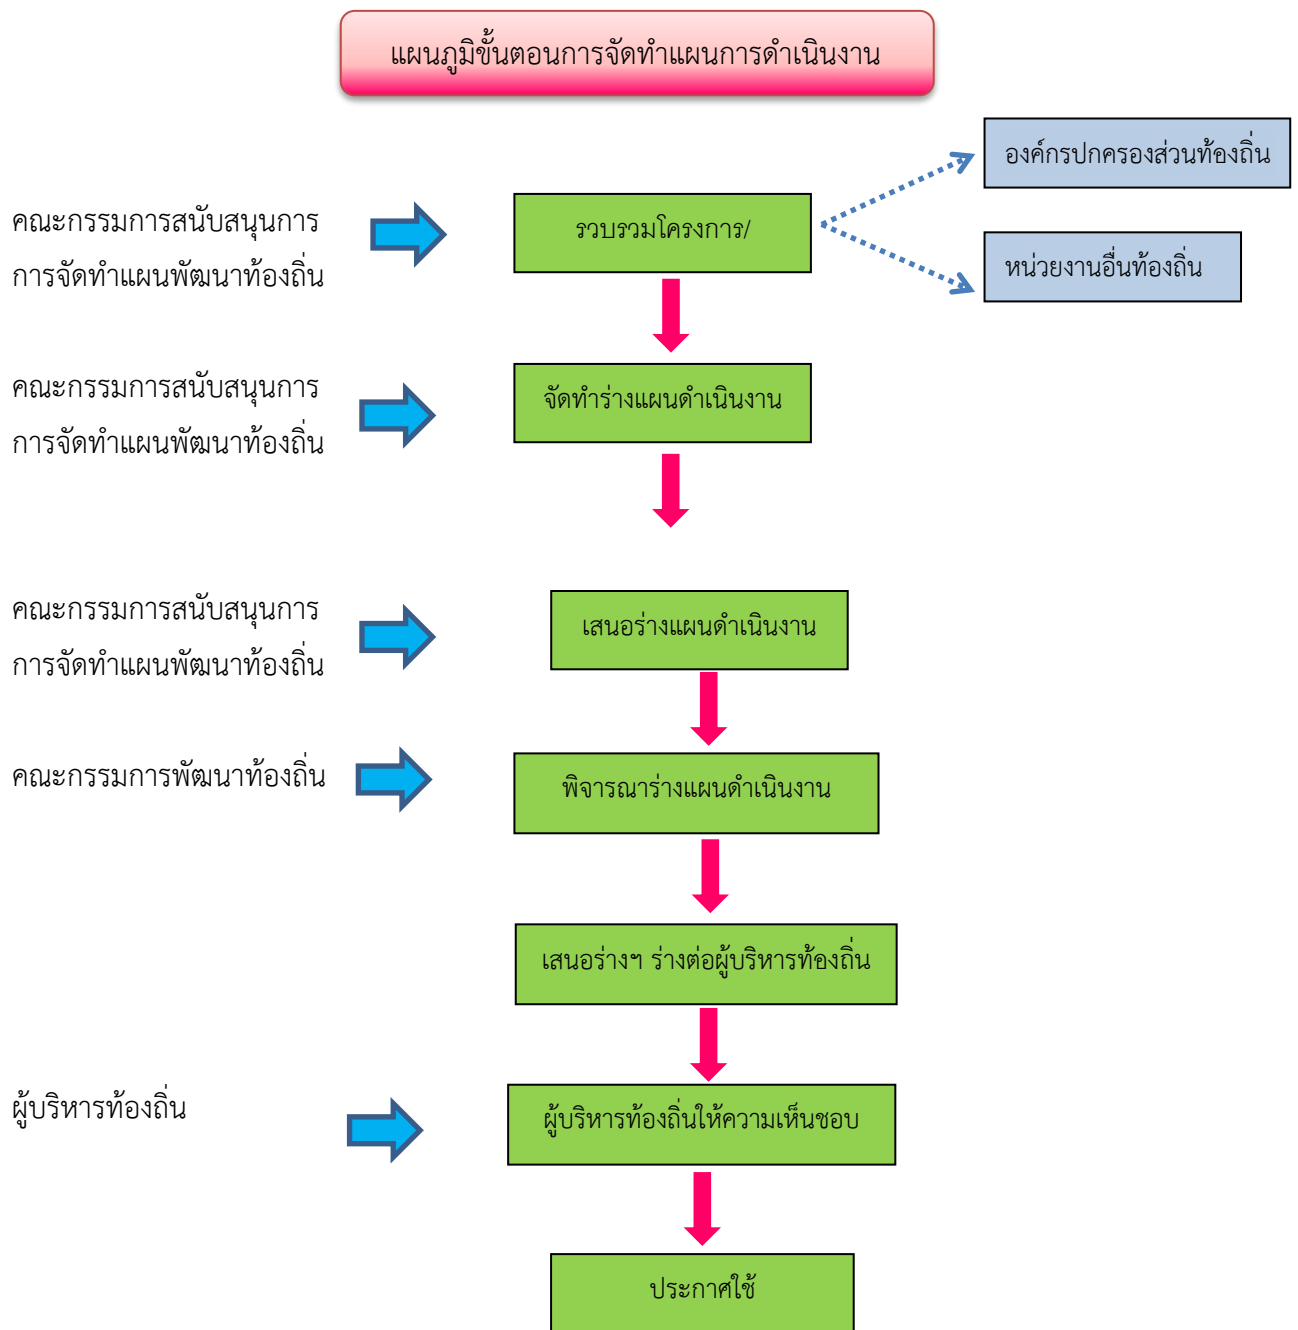 แผนภูมิขั้นตอนการจัดทำแผนการดำเนินงาน
องค์กรปกครองส่วนท้องถิ่น
คณะกรรมการสนับสนุนการ
การจัดทำแผนพัฒนาท้องถิ่น
รวบรวมโครงการ/
หน่วยงานอื่นท้องถิ่น
คณะกรรมการสนับสนุนการ
การจัดทำแผนพัฒนาท้องถิ่น
จัดทำร่างแผนดำเนินงาน
คณะกรรมการสนับสนุนการ
การจัดทำแผนพัฒนาท้องถิ่น
เสนอร่างแผนดำเนินงาน
คณะกรรมการพัฒนาท้องถิ่น
พิจารณาร่างแผนดำเนินงาน
เสนอร่างฯ ร่างต่อผู้บริหารท้องถิ่น
ผู้บริหารท้องถิ่น
ผู้บริหารท้องถิ่นให้ความเห็นชอบ
ประกาศใช้